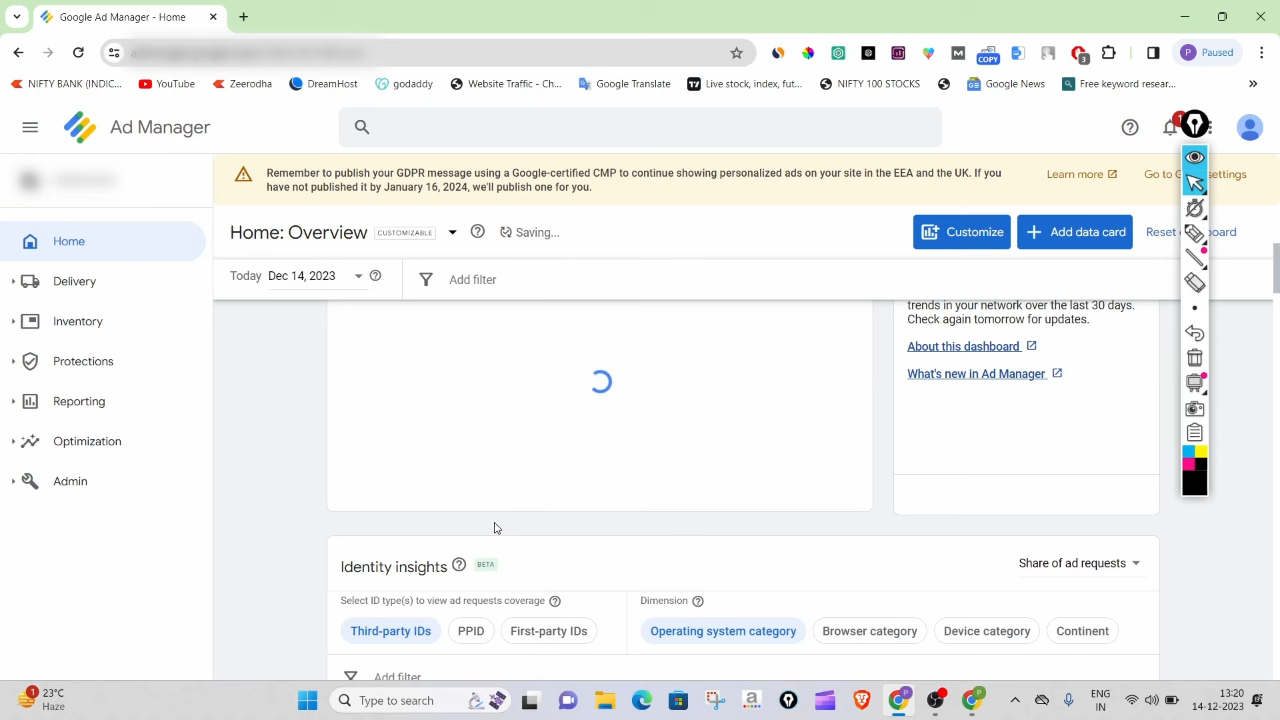 Google Ad Manager
Paused
COPY
3
NIFTY BANK (INDIC...
YouTube
Zeerodha
DreamHost
godaddy
Website Traffic - Ch...
Google Translate
Live stock, index, fut...
NIFTY 100 STOCKS
Google News
Free keyword resear...
Ad Manager
Remember to publish your GDPR message using a Google-certified CMP to continue showing personalized ads on your site in the EEA and the UK. If you
have not published it by January 16, 2024, we'll publish one for you.
Learn more
Go to settings
Home: Overview
CUSTOMIZABLE
Saving...
Customize
Add data card
Today Dec 14, 2023
Add filter
Home
Delivery
Inventory
Protections
Reporting
Optimization
Admin
trends in your network over the last 30 days.
Check again tomorrow for updates.
About this dashboard
What's new in Ad Manager
Identity insights
BETA
Share of ad requests
Select ID type(s) to view ad requests coverage
Dimension
Third-party IDs
PPID
First-party IDs
Operating system category
Browser category
Device category
Continent
Add filter
1
23°C
Haze
Type to search
ENG
IN
13:20
14-12-2023